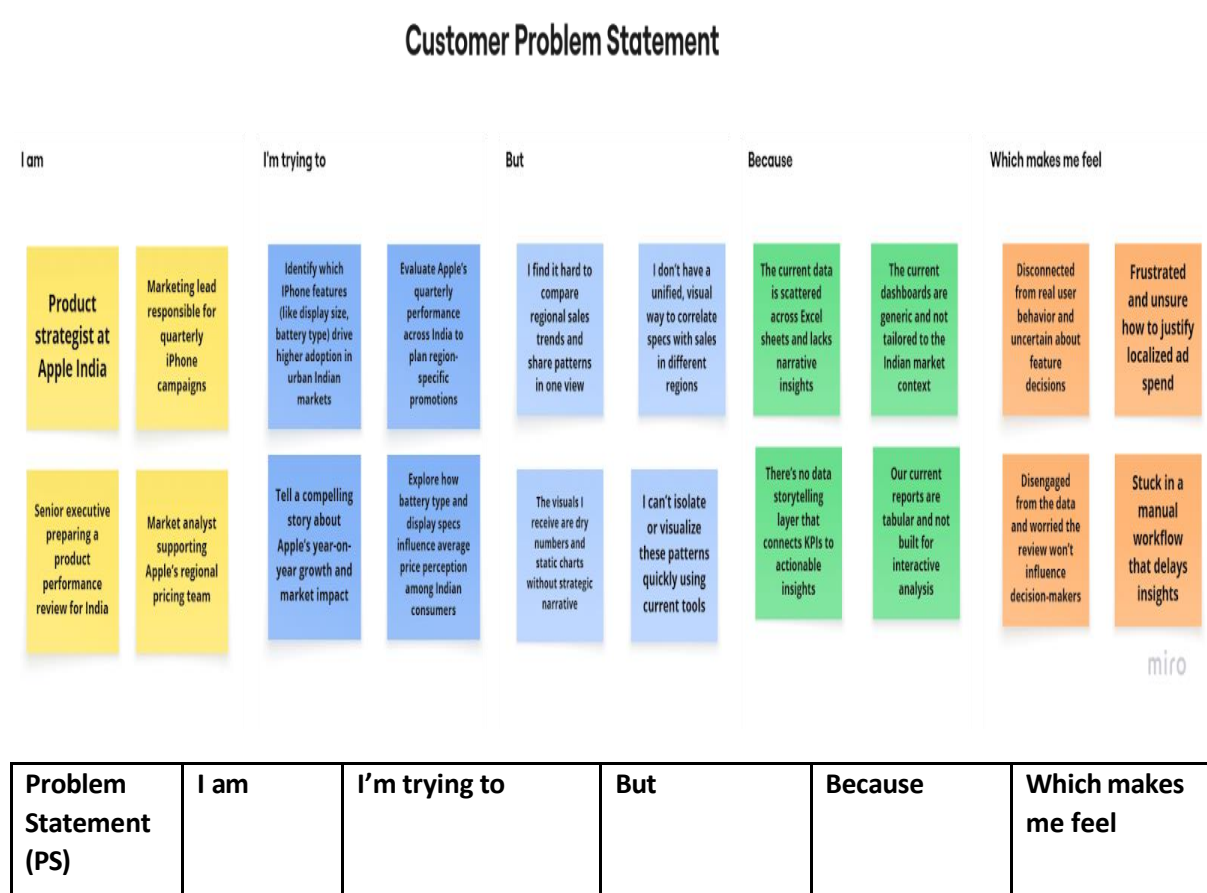 Customer Problem Statement
I am
I'm trying to
But
Because
Which makes me feel
Product
strategist at
Apple India
Marketing lead
responsible for
quarterly
iPhone
campaigns
Identify which
IPhone features
(like display size,
battery type) drive
higher adoption in
urban Indian
markets
Evaluate Apple's
quarterly
performance
across India to
plan region-
specific
promotions
I find it hard to
compare
regional sales
trends and
share patterns
in one view
I don't have a
unified, visual
way to correlate
specs with sales
in different
regions
The current data
is scattered
across Excel
sheets and lacks
narrative
insights
The current
dashboards are
generic and not
tailored to the
Indian market
context
Disconnected
from real user
behavior and
uncertain about
feature
decisions
Frustrated
and unsure
how to justify
localized ad
spend
Senior executive
preparing a
product
performance
review for India
Market analyst
supporting
Apple's regional
pricing team
Tell a compelling
story about
Apple's year-on-
year growth and
market impact
Explore how
battery type and
display specs
influence average
price perception
among Indian
consumers
The visuals I
receive are dry
numbers and
static charts
without strategic
narrative
I can't isolate
or visualize
these patterns
quickly using
current tools
There's no data
storytelling
layer that
connects KPIs to
actionable
insights
Our current
reports are
tabular and not
built for
interactive
analysis
Disengaged
from the data
and worried the
review won't
influence
decision-makers
Stuck in a
manual
workflow
that delays
insights
miro
Problem
Statement
(PS)
I am
I’m trying to
But
Because
Which makes
me feel